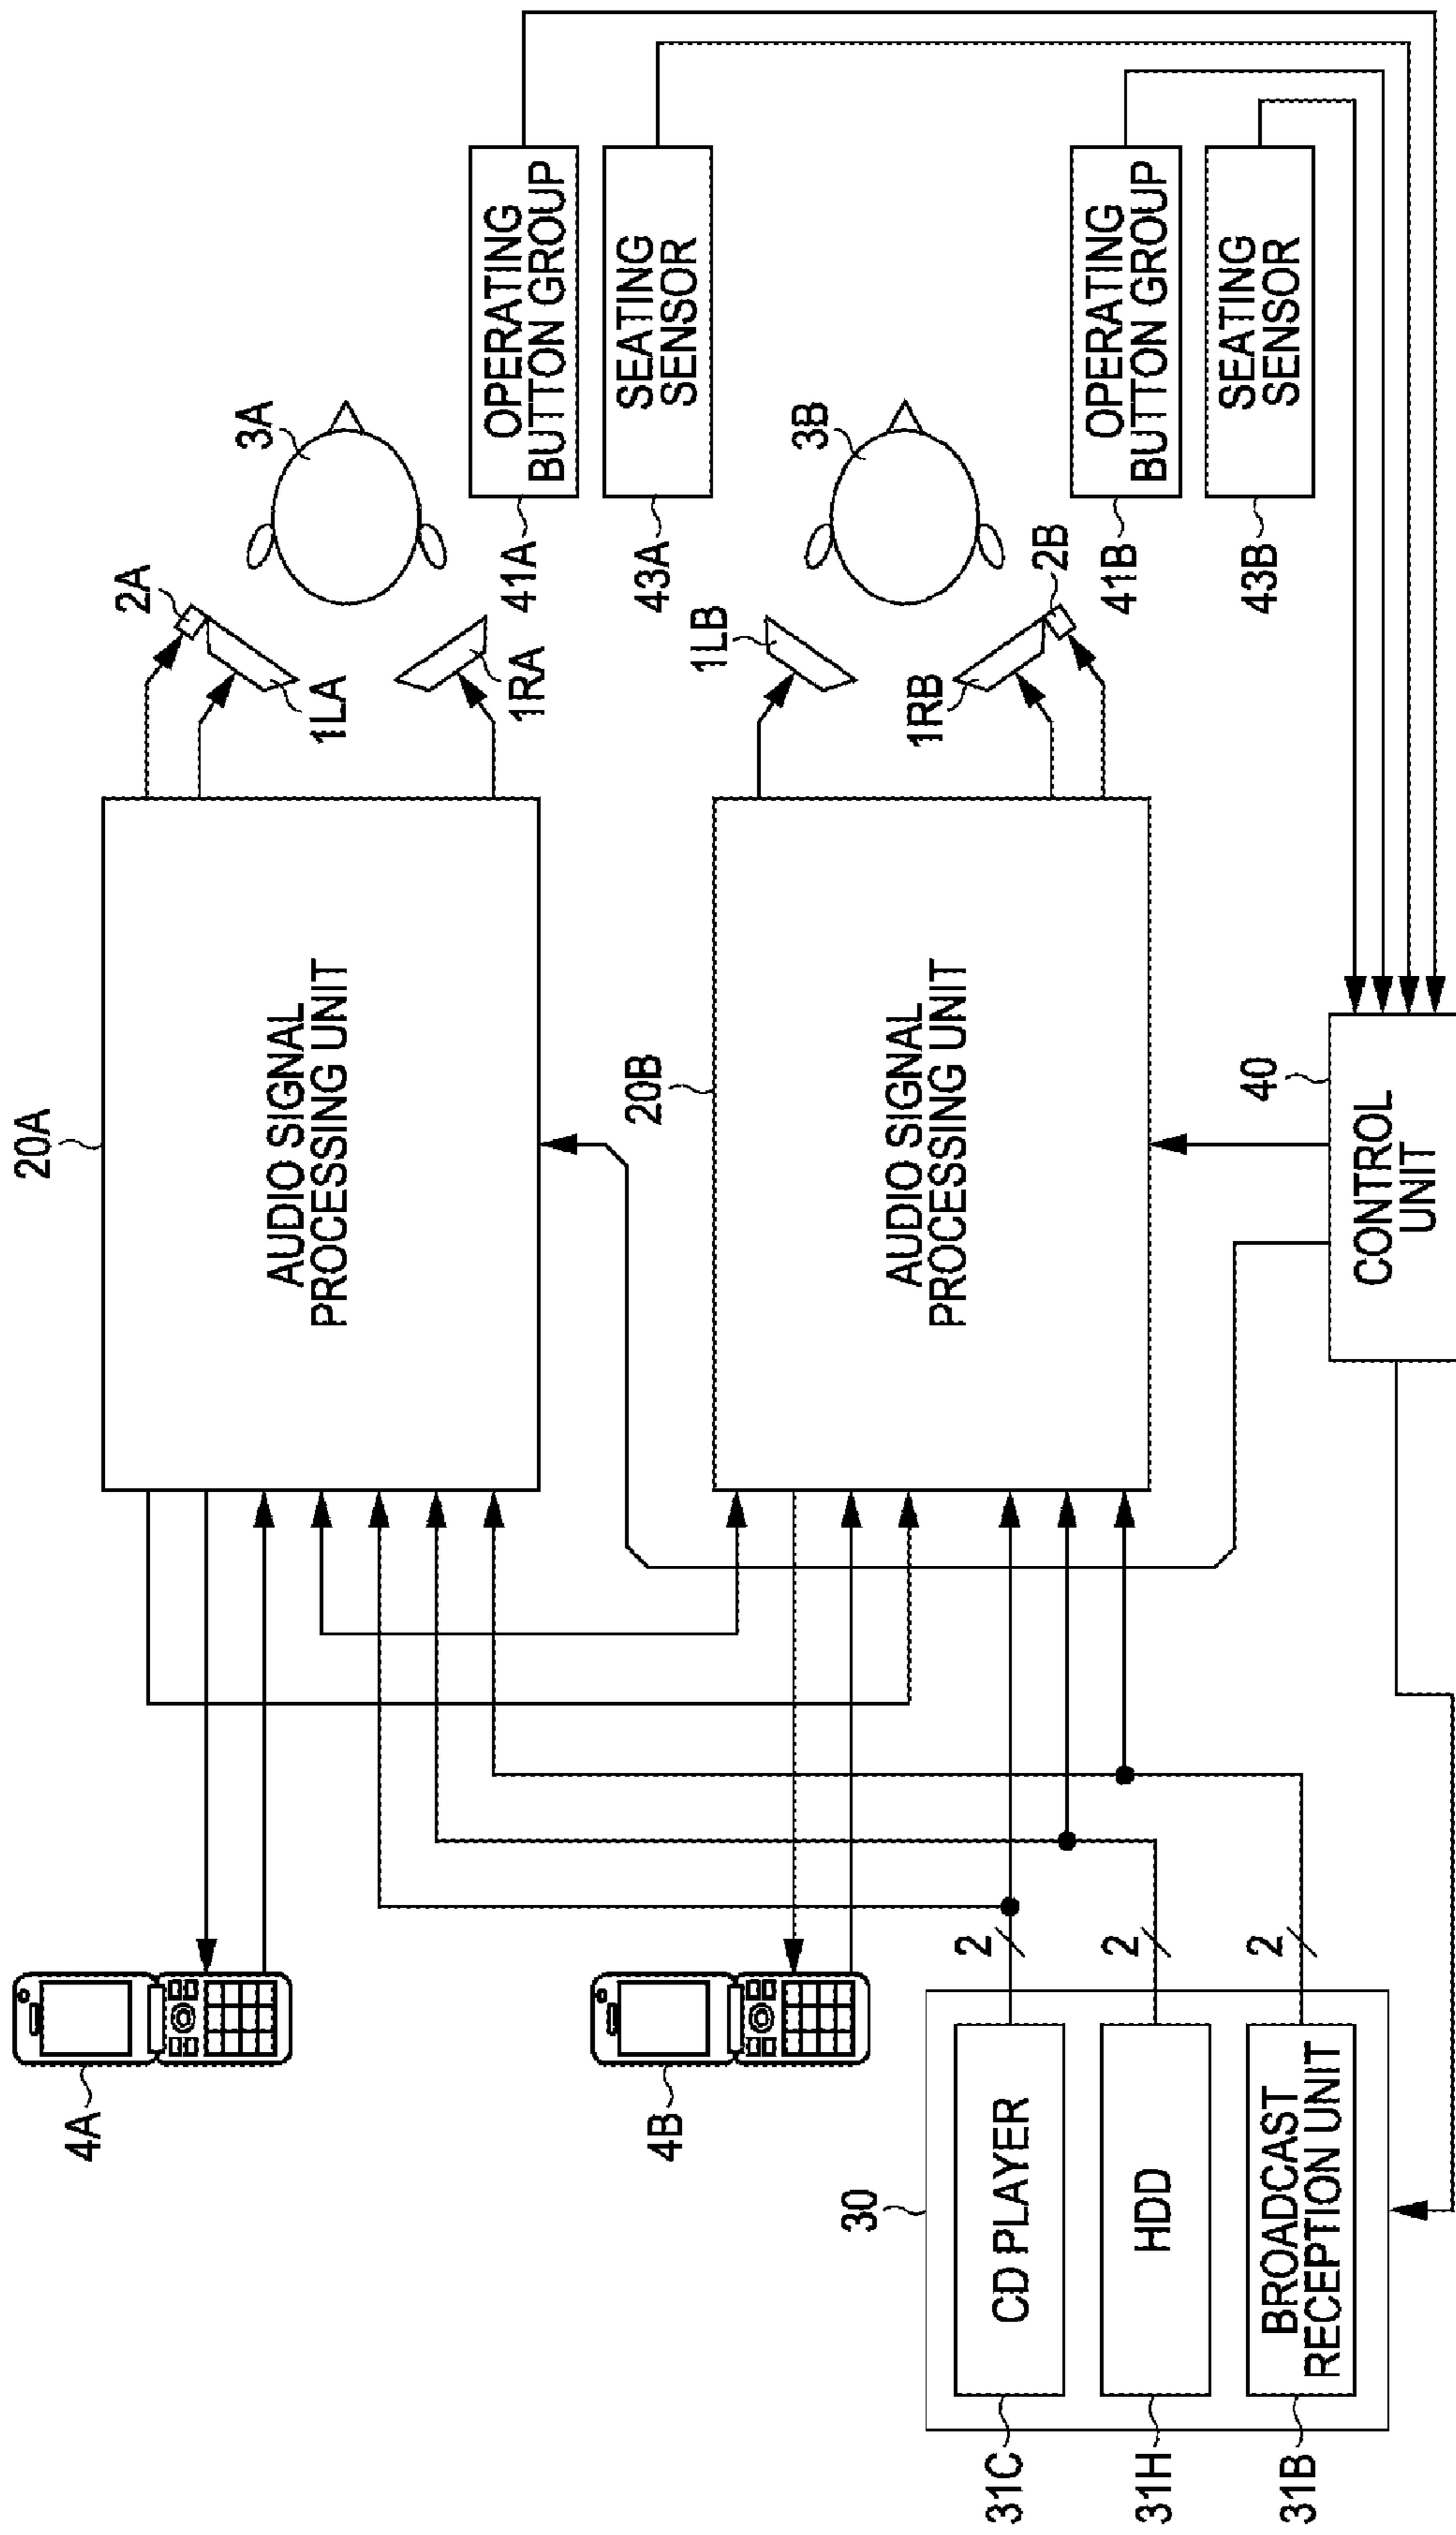 4A
20A
2A
1LA
3A
1RA
AUDIO SIGNAL
PROCESSING UNIT
41A
OPERATING
BUTTON GROUP
43A
SEATING
SENSOR
4B
20B
1LB
3B
1RB
2B
AUDIO SIGNAL
PROCESSING UNIT
41B
OPERATING
BUTTON GROUP
43B
SEATING
SENSOR
30
31C
CD PLAYER
2
31H
HDD
2
31B
BROADCAST
RECEPTION UNIT
2
40
CONTROL
UNIT